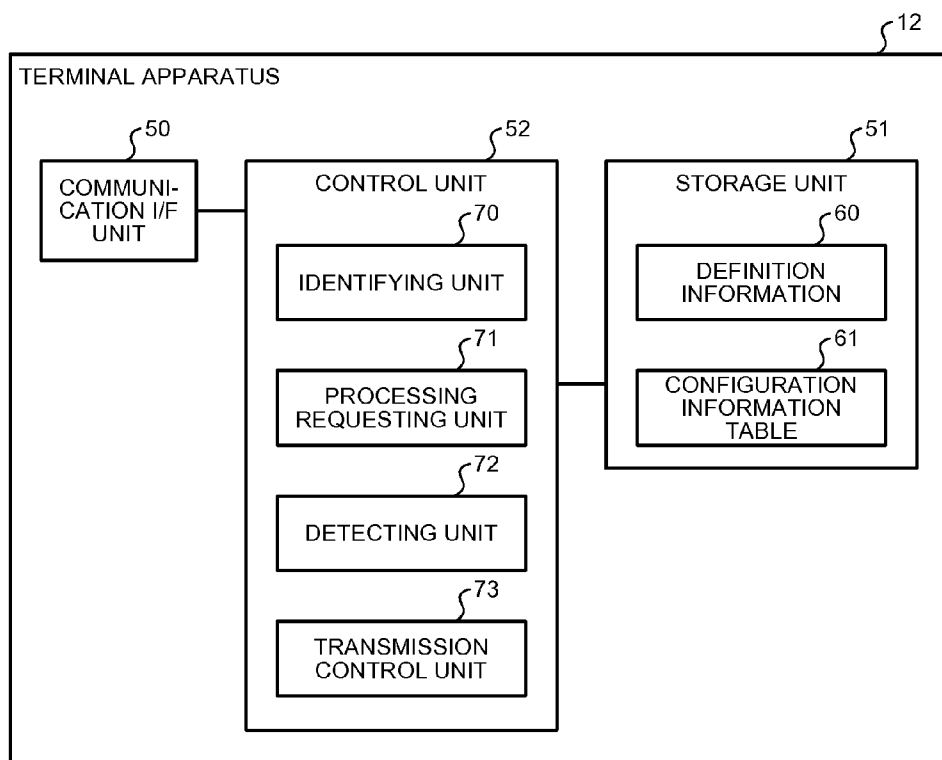 12
TERMINAL APPARATUS
50
COMMUNI-
CATION I/F
UNIT
52
CONTROL UNIT
70
IDENTIFYING UNIT
71
PROCESSING
REQUESTING UNIT
72
DETECTING UNIT
73
TRANSMISSION
CONTROL UNIT
51
STORAGE UNIT
60
DEFINITION
INFORMATION
61
CONFIGURATION
INFORMATION
TABLE